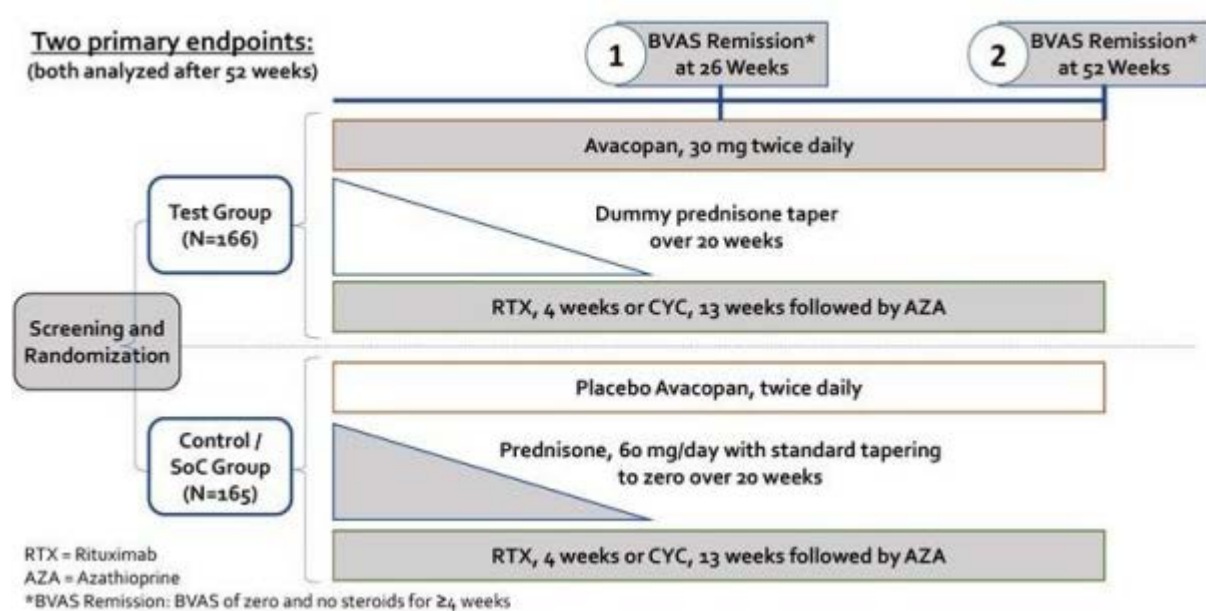 Two primary endpoints:
(both analyzed after 52 weeks)
1
BVAS Remission*
at 26 Weeks
2
BVAS Remission*
at 52 Weeks
Screening and
Randomization
Test Group
(N=166)
Avacopan, 30 mg twice daily
Dummy prednisone taper
over 20 weeks
RTX, 4 weeks or CYC, 13 weeks followed by AZA
Control /
SoC Group
(N=165)
Placebo Avacopan, twice daily
Prednisone, 60 mg/day with standard tapering
to zero over 20 weeks
RTX, 4 weeks or CYC, 13 weeks followed by AZA
RTX = Rituximab
AZA = Azathioprine
*BVAS Remission: BVAS of zero and no steroids for ≥4 weeks